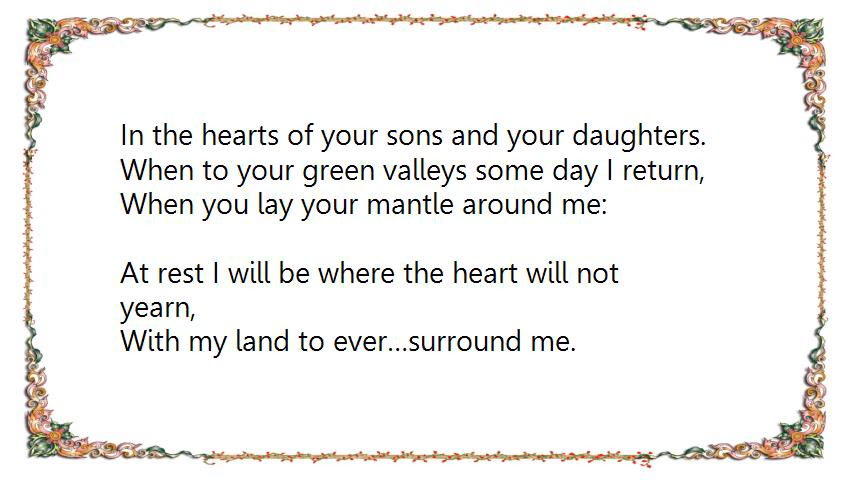 In the hearts of your sons and your daughters.
When to your green valleys some day I return,
When you lay your mantle around me:
At rest I will be where the heart will not
yearn,
With my land to ever...surround me.